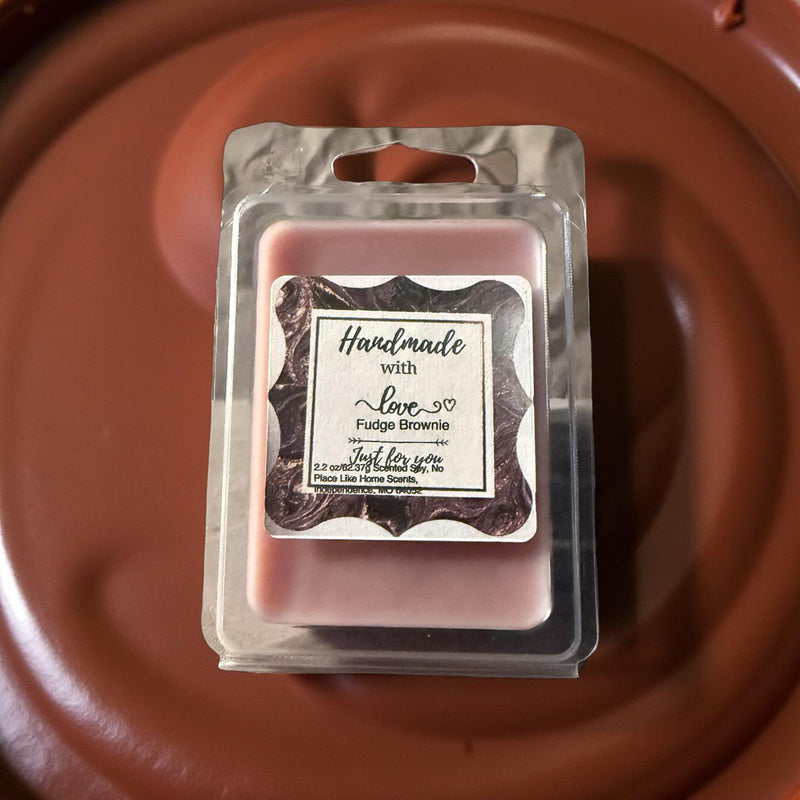 Handmade
with
love
Fudge Brownie
Just for you
2.2 oz/62.37g Scented Soy, No
Place Like Home Scents,
Independence, MO 64052